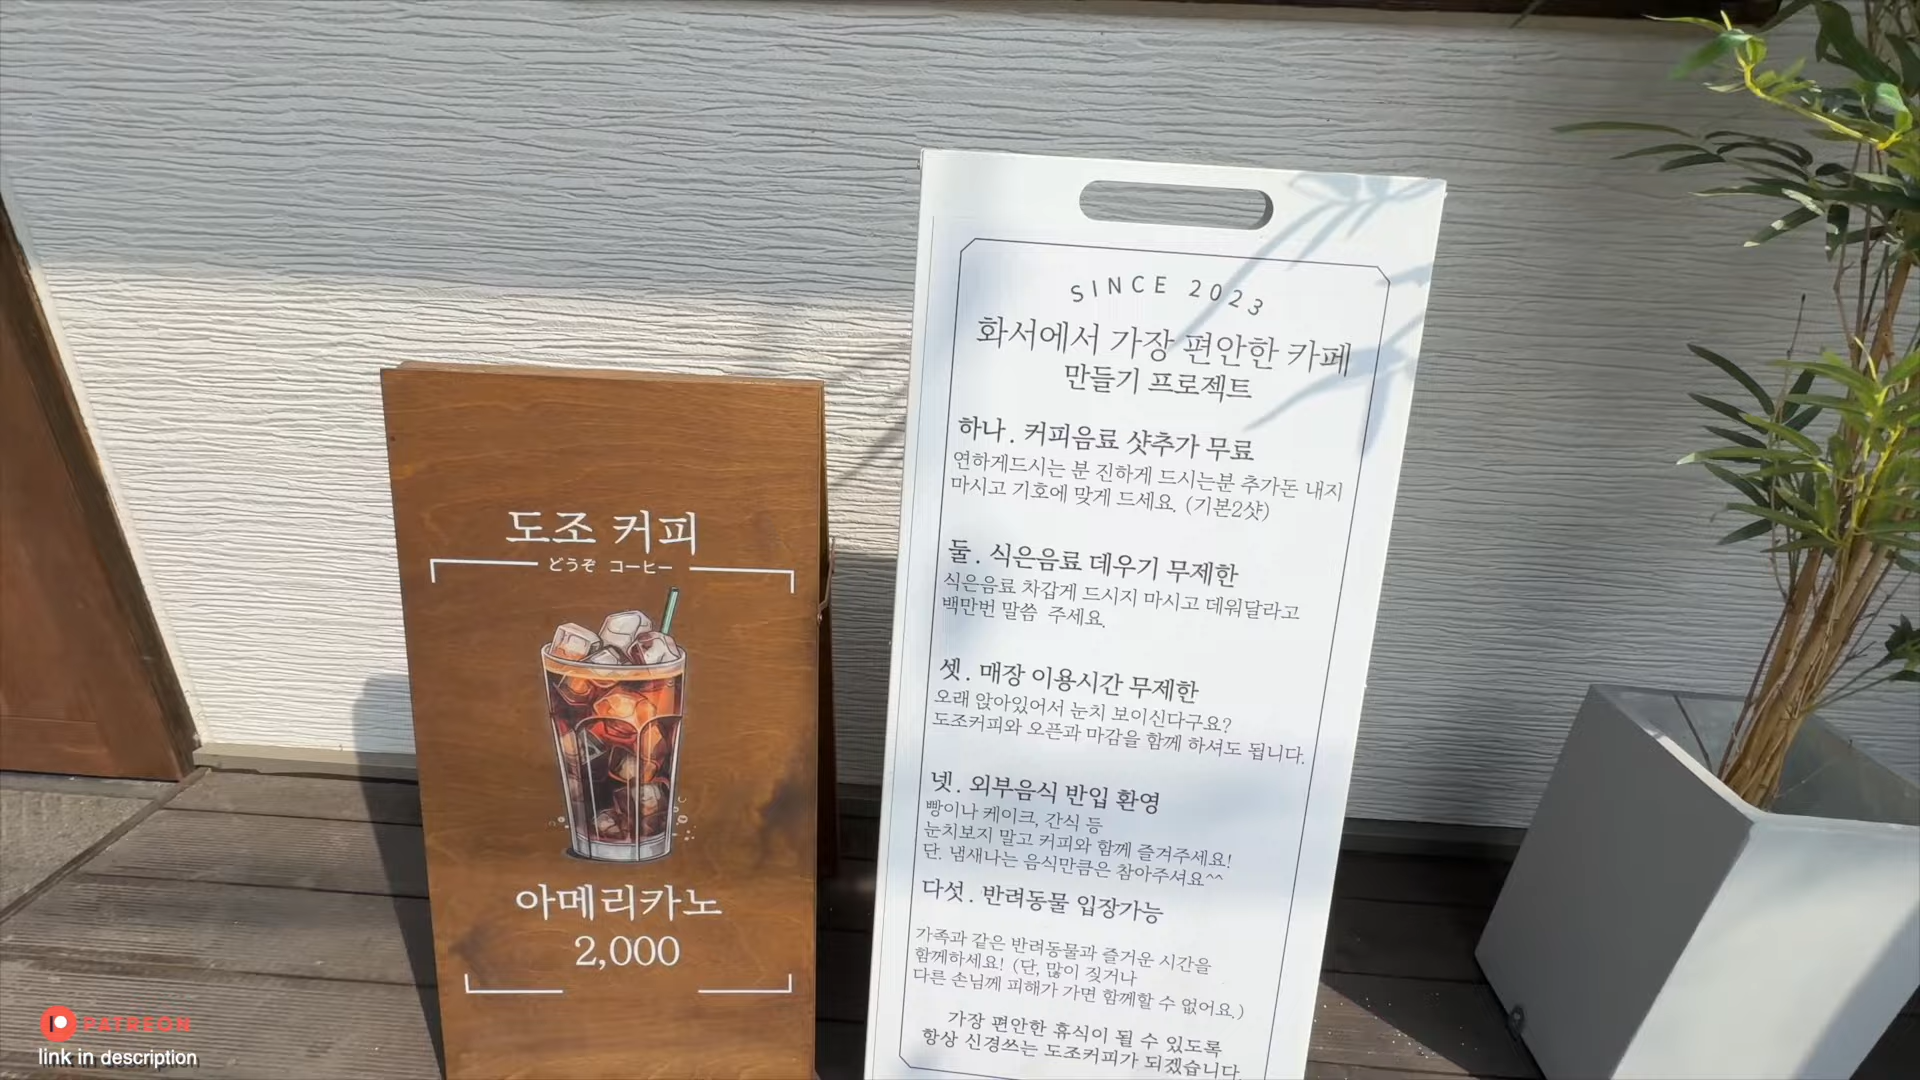 도조 커피
どうぞ コーヒー
아메리카노
2,000
SINCE 2023
화서에서 가장 편안한 카페
만들기 프로젝트
하나. 커피음료 샷추가 무료
연하게드시는 분 진하게 드시는분 추가돈 내지
마시고 기호에 맞게 드세요. (기본2샷)
둘. 식은음료 데우기 무제한
식은음료 차갑게 드시지 마시고 데워달라고
백만번 말씀 주세요.
셋. 매장 이용시간 무제한
오래 앉아있어서 눈치 보이신다구요?
도조커피와 오픈과 마감을 함께 하셔도 됩니다.
넷. 외부음식 반입 환영
빵이나 케이크, 간식 등
눈치보지 말고 커피와 함께 즐겨주세요!
단. 냄새나는 음식만큼은 참아주셔요^^
다섯. 반려동물 입장가능
가족과 같은 반려동물과 즐거운 시간을
함께하세요! (단, 많이 짖거나
다른 손님께 피해가 가면 함께할 수 없어요.)
가장 편안한 휴식이 될 수 있도록
항상 신경쓰는 도조커피가 되겠습니다.
PATREON
link in description